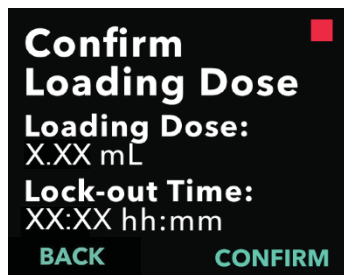 Confirm
Loading Dose
Loading Dose:
X.XX mL
Lock-out Time:
XX:XX hh:mm
BACK CONFIRM